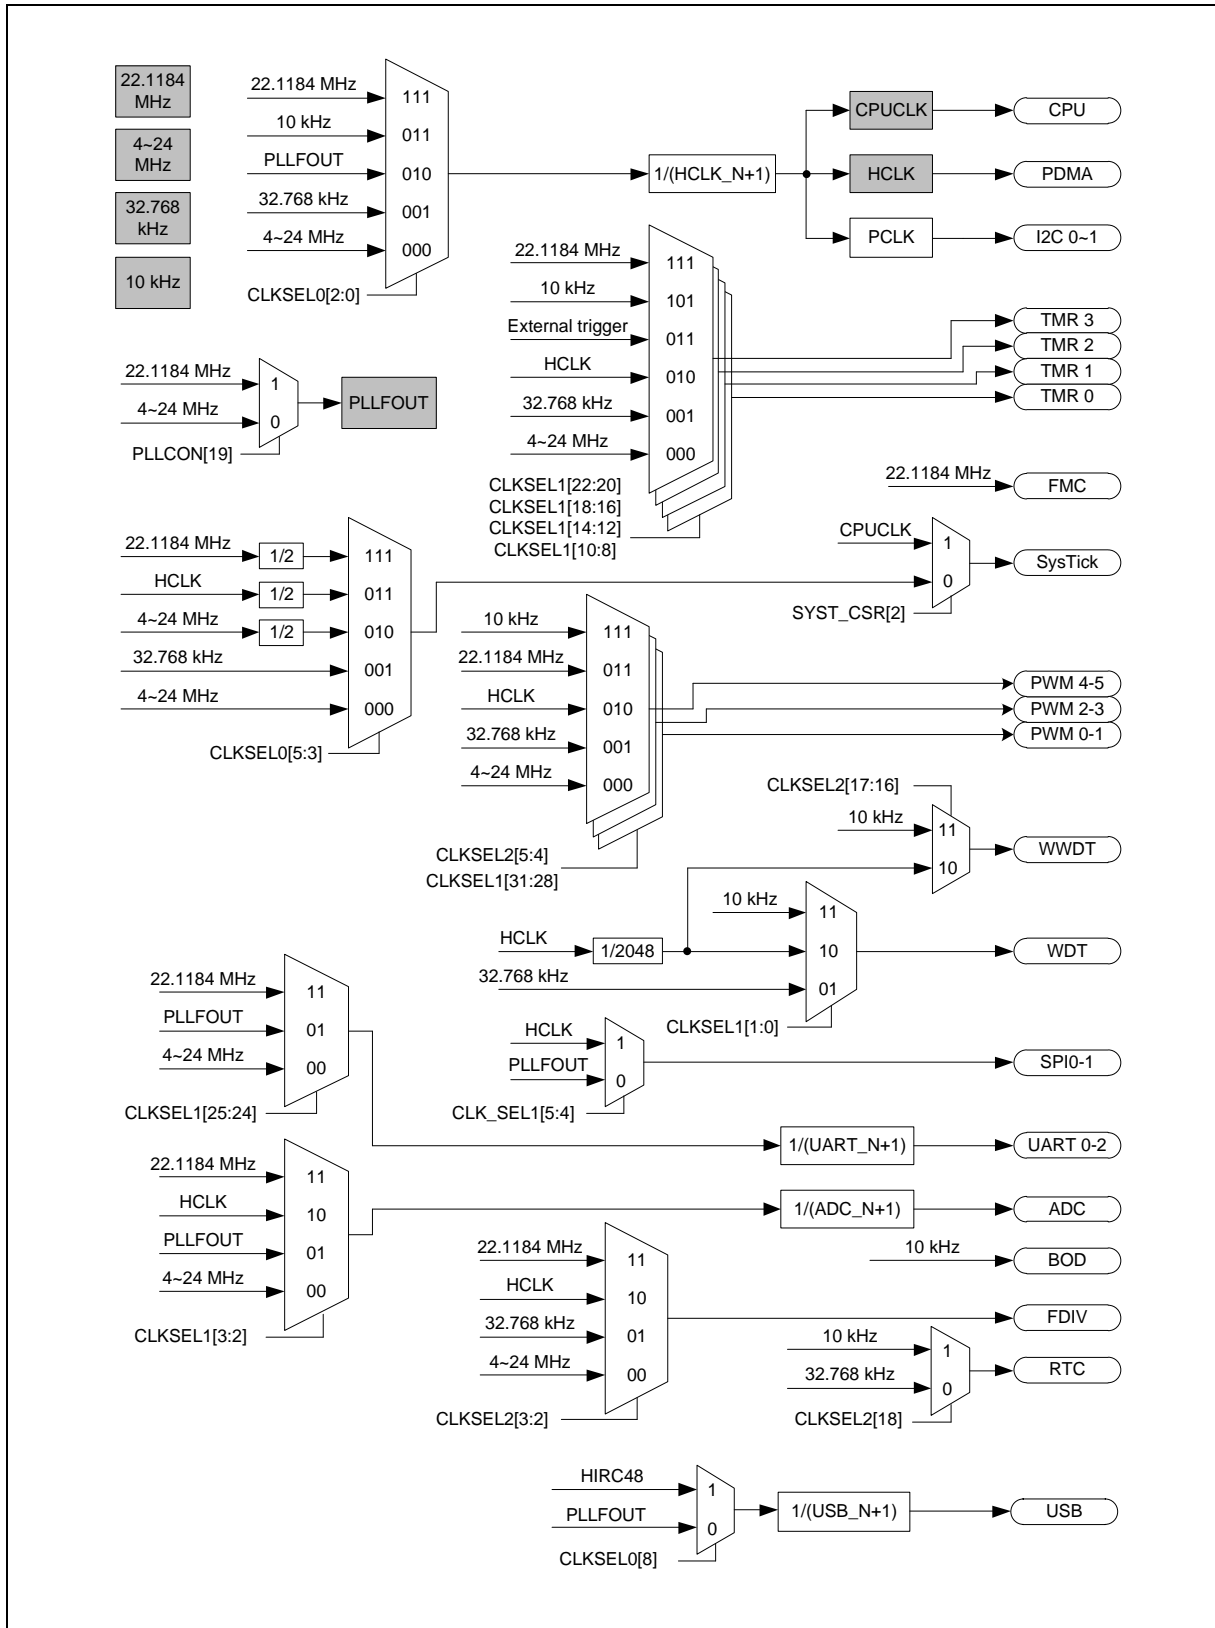 22.1184
MHz
4~24
MHz
32.768
kHz
10 kHz
22.1184 MHz
111
10 kHz
011
PLLFOUT
010
32.768 kHz
001
4~24 MHz
000
CLKSEL0[2:0]
1/(HCLK_N+1)
CPUCLK
CPU
HCLK
PDMA
PCLK
I2C 0~1
22.1184 MHz
111
10 kHz
101
External trigger
011
HCLK
010
32.768 kHz
001
4~24 MHz
000
CLKSEL1[22:20]
CLKSEL1[18:16]
CLKSEL1[14:12]
CLKSEL1[10:8]
TMR 3
TMR 2
TMR 1
TMR 0
22.1184 MHz
1
4~24 MHz
0
PLLFOUT
PLLCON[19]
22.1184 MHz
FMC
22.1184 MHz
1/2
111
HCLK
1/2
011
4~24 MHz
1/2
010
32.768 kHz
001
4~24 MHz
000
CLKSEL0[5:3]
CPUCLK
1
0
SysTick
SYST_CSR[2]
10 kHz
111
22.1184 MHz
011
HCLK
010
32.768 kHz
001
4~24 MHz
000
CLKSEL2[5:4]
CLKSEL1[31:28]
PWM 4-5
PWM 2-3
PWM 0-1
CLKSEL2[17:16]
10 kHz
11
10
WWDT
10 kHz
11
HCLK
1/2048
10
32.768 kHz
01
WDT
CLKSEL1[1:0]
22.1184 MHz
11
PLLFOUT
01
4~24 MHz
00
CLKSEL1[25:24]
HCLK
1
PLLFOUT
0
SPI0-1
CLK_SEL1[5:4]
1/(UART_N+1)
UART 0-2
22.1184 MHz
11
HCLK
10
PLLFOUT
01
4~24 MHz
00
CLKSEL1[3:2]
1/(ADC_N+1)
ADC
10 kHz
BOD
22.1184 MHz
11
HCLK
10
32.768 kHz
01
4~24 MHz
00
CLKSEL2[3:2]
FDIV
10 kHz
1
32.768 kHz
0
RTC
CLKSEL2[18]
HIRC48
1
PLLFOUT
0
CLKSEL0[8]
1/(USB_N+1)
USB